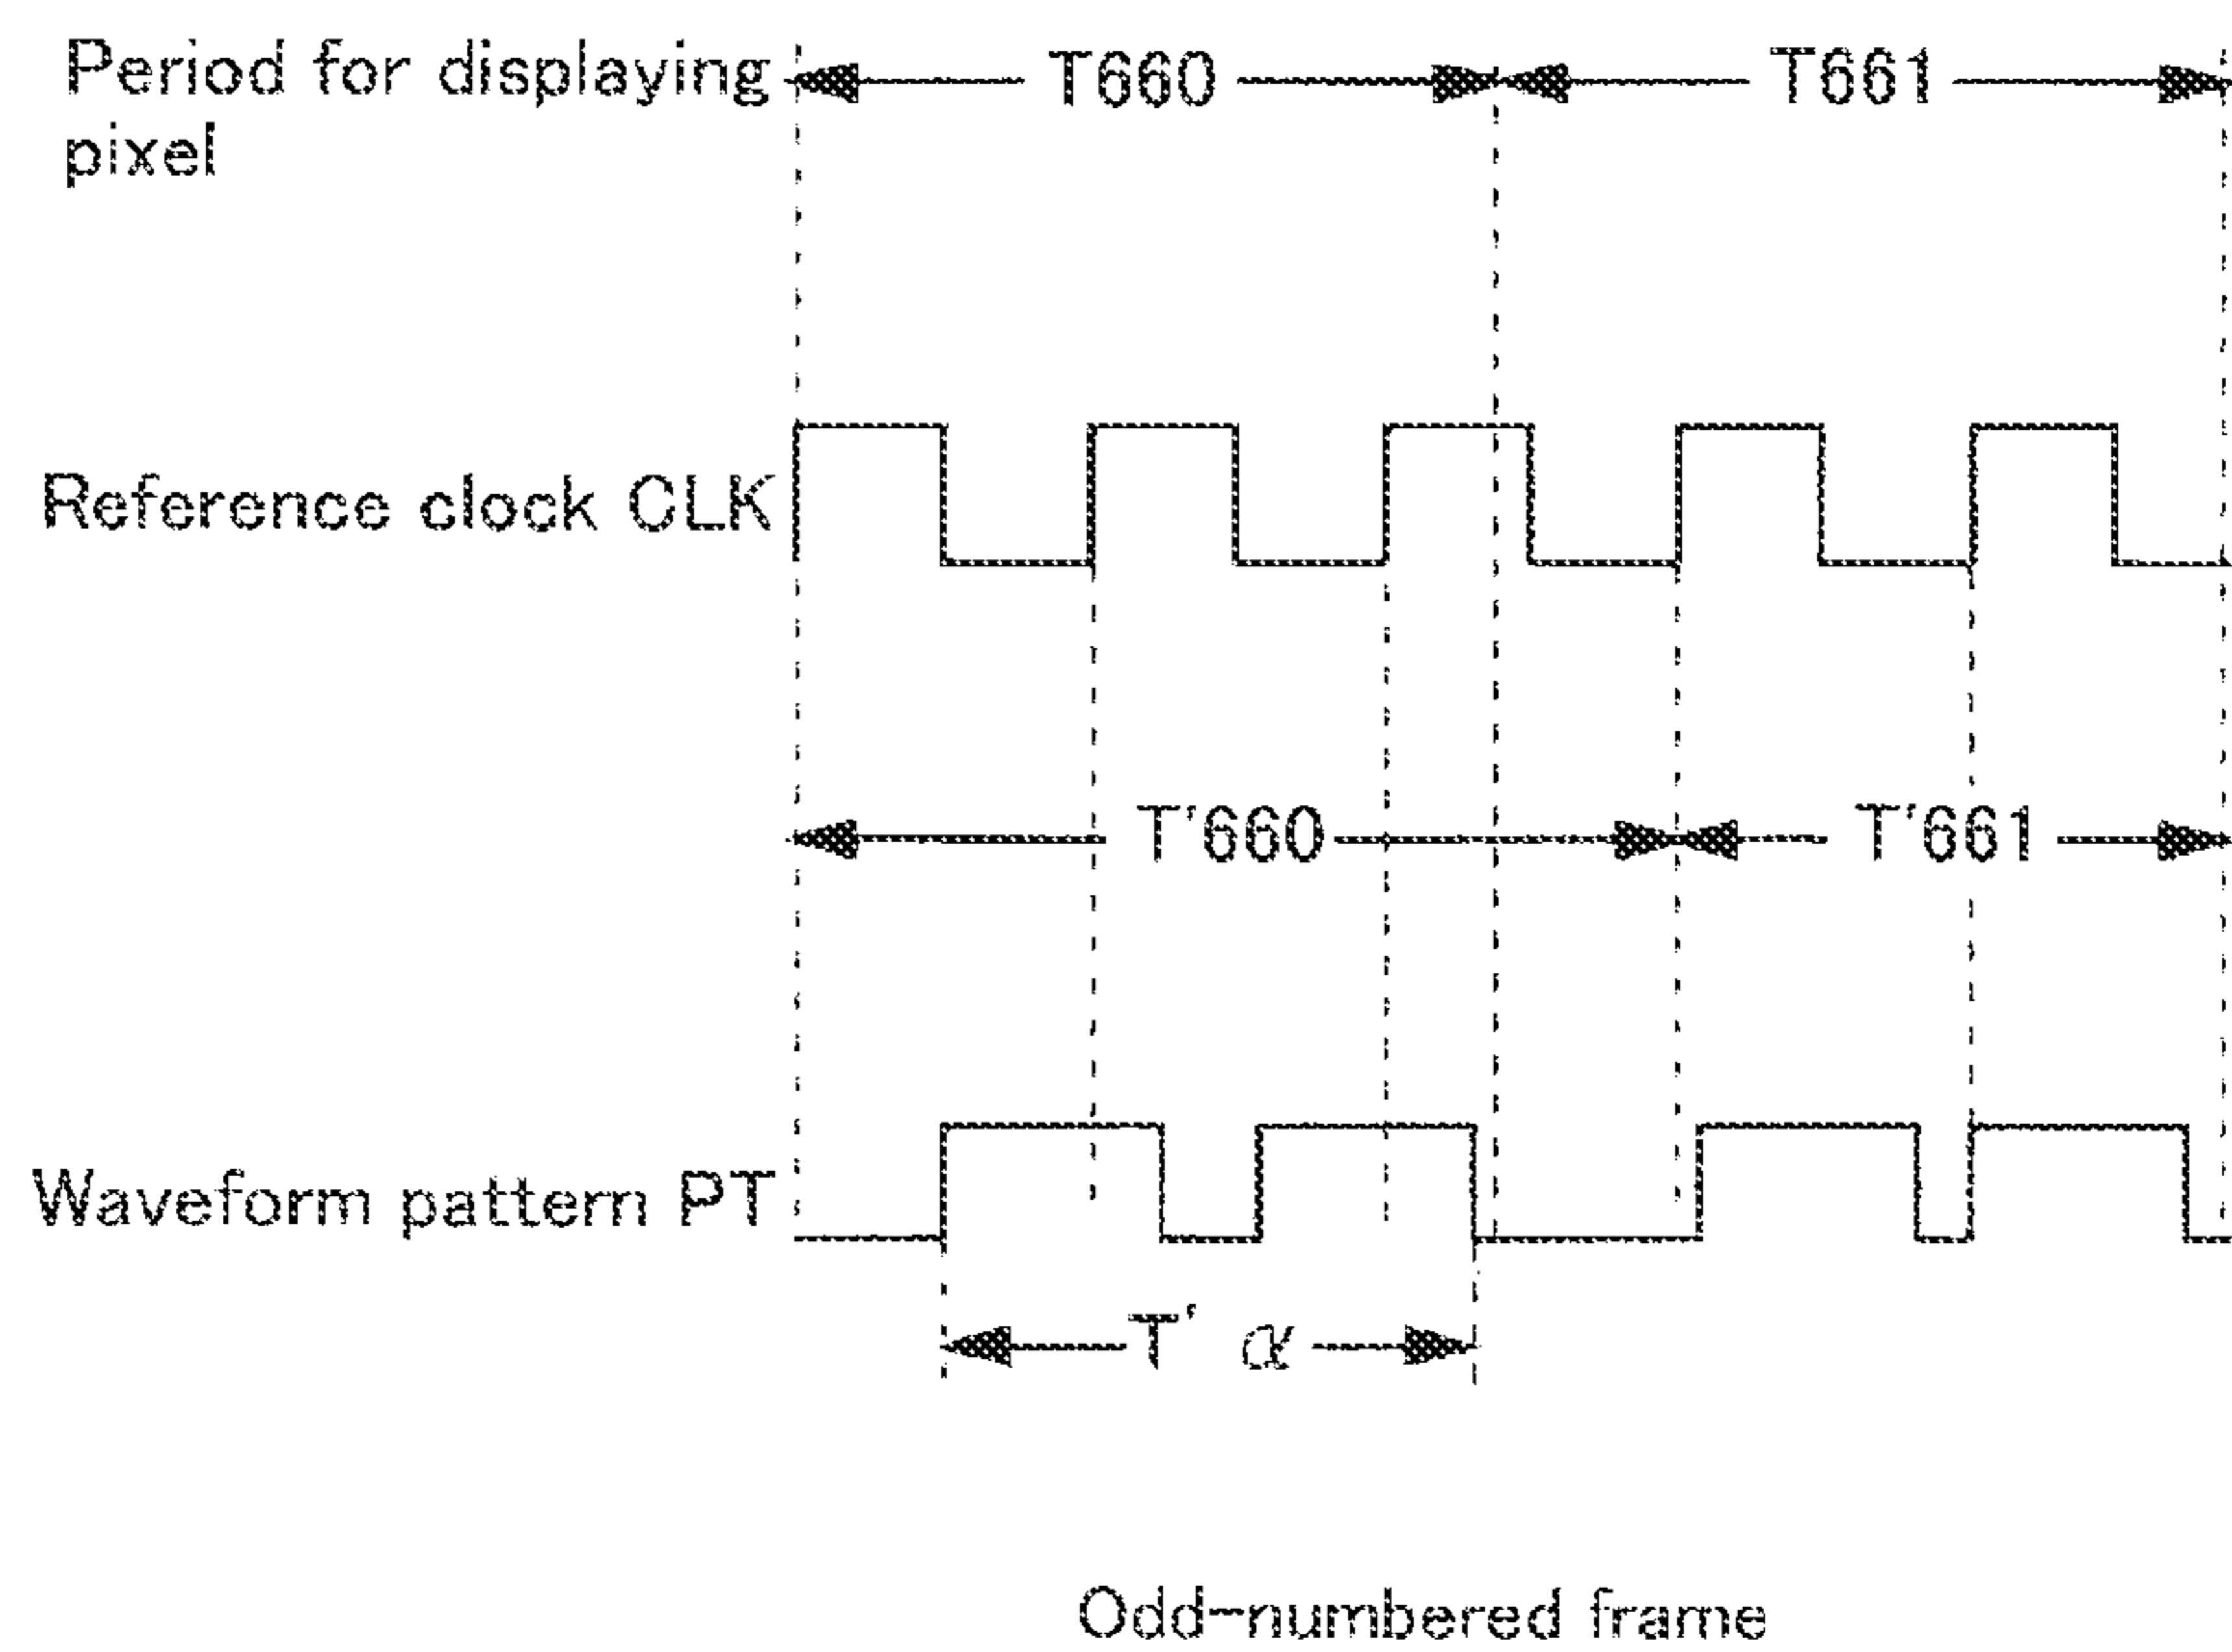 Period for displaying
pixel
T660
T661
Reference clock CLK
T'660
T'661
Waveform pattern PT
T' α
Odd-numbered frame